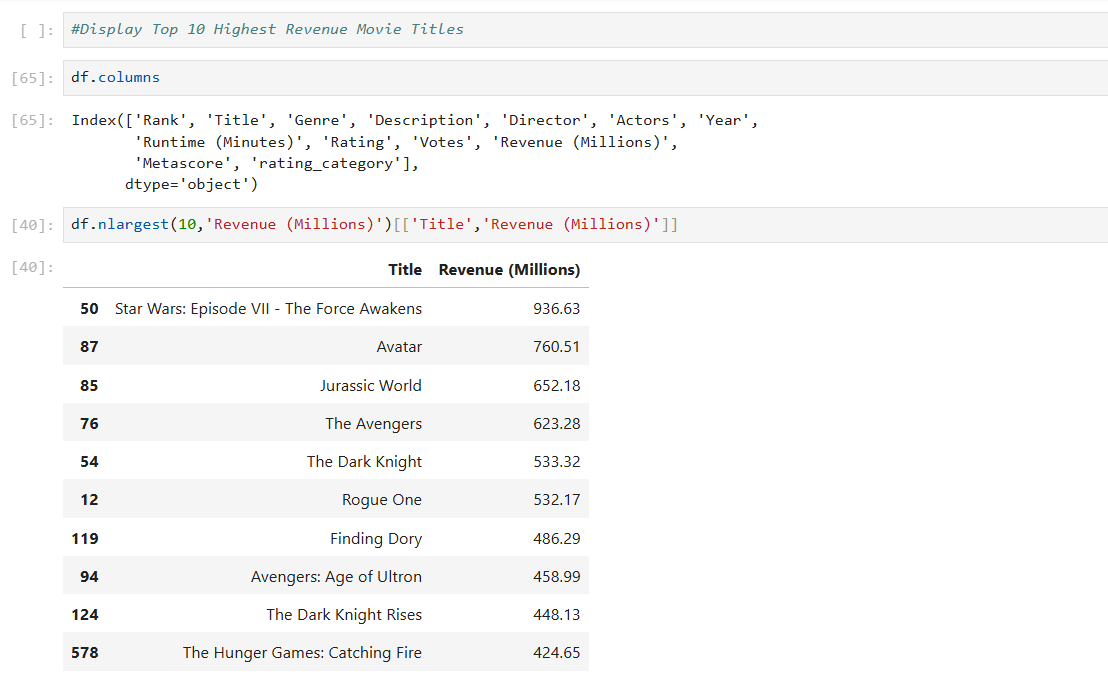 [ ]: #Display Top 10 Highest Revenue Movie Titles
[65]: df.columns
[65]: Index(['Rank', 'Title', 'Genre', 'Description', 'Director', 'Actors', 'Year',
'Runtime (Minutes)', 'Rating', 'Votes', 'Revenue (Millions)',
'Metascore', 'rating_category'],
dtype='object')
[40]: df.nlargest(10,'Revenue (Millions)')[['Title','Revenue (Millions)']]
[40]: Title Revenue (Millions)
50 Star Wars: Episode VII - The Force Awakens 936.63
87 Avatar 760.51
85 Jurassic World 652.18
76 The Avengers 623.28
54 The Dark Knight 533.32
12 Rogue One 532.17
119 Finding Dory 486.29
94 Avengers: Age of Ultron 458.99
124 The Dark Knight Rises 448.13
578 The Hunger Games: Catching Fire 424.65